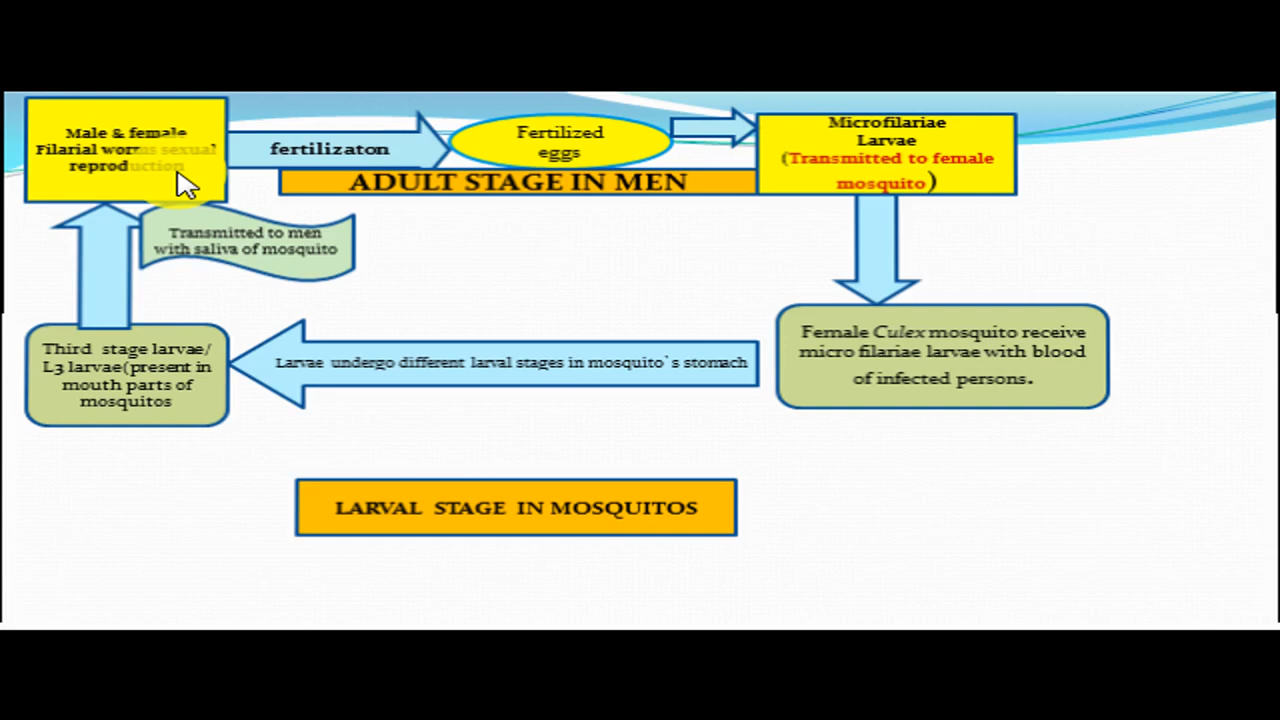 Male & female
Filarial worms sexual
reproduction
fertilizaton
Fertilized
eggs
Microfilariae
Larvae
(Transmitted to female
mosquito)
ADULT STAGE IN MEN
Transmitted to men
with saliva of mosquito
Third stage larvae/
L3 larvae(present in
mouth parts of
mosquitos
Larvae undergo different larval stages in mosquito`s stomach
Female Culex mosquito receive
micro filariae larvae with blood
of infected persons.
LARVAL STAGE IN MOSQUITOS